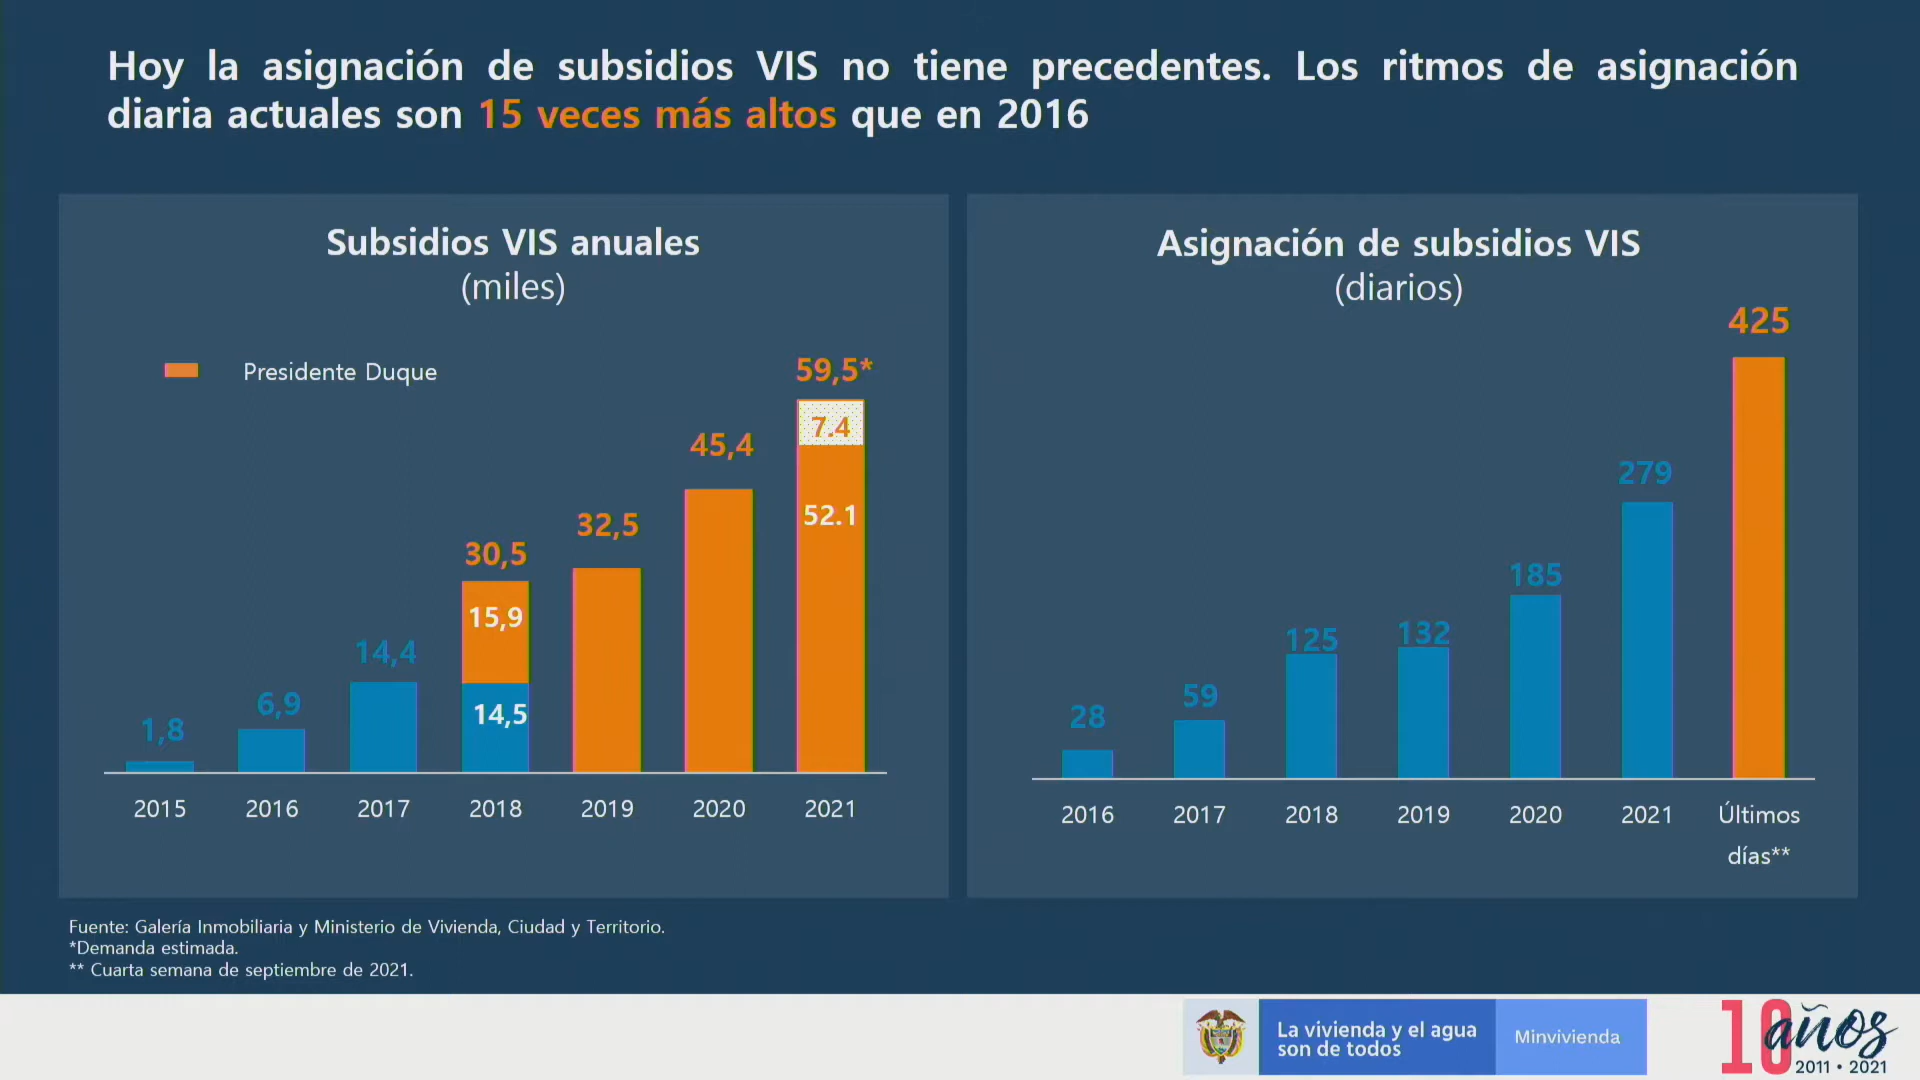 Hoy la asignación de subsidios VIS no tiene precedentes. Los ritmos de asignación
diaria actuales son 15 veces más altos que en 2016
Subsidios VIS anuales
(miles)
Presidente Duque
1,8
6,9
14,4
30,5
15,9
14,5
32,5
45,4
59,5*
7.4
52.1
2015 2016 2017 2018 2019 2020 2021
Asignación de subsidios VIS
(diarios)
28
59
125
132
185
279
425
2016 2017 2018 2019 2020 2021 Últimos
días**
Fuente: Galería Inmobiliaria y Ministerio de Vivienda, Ciudad y Territorio.
*Demanda estimada.
** Cuarta semana de septiembre de 2021.
La vivienda y el agua
son de todos
Minvivienda
10 años
2011 • 2021